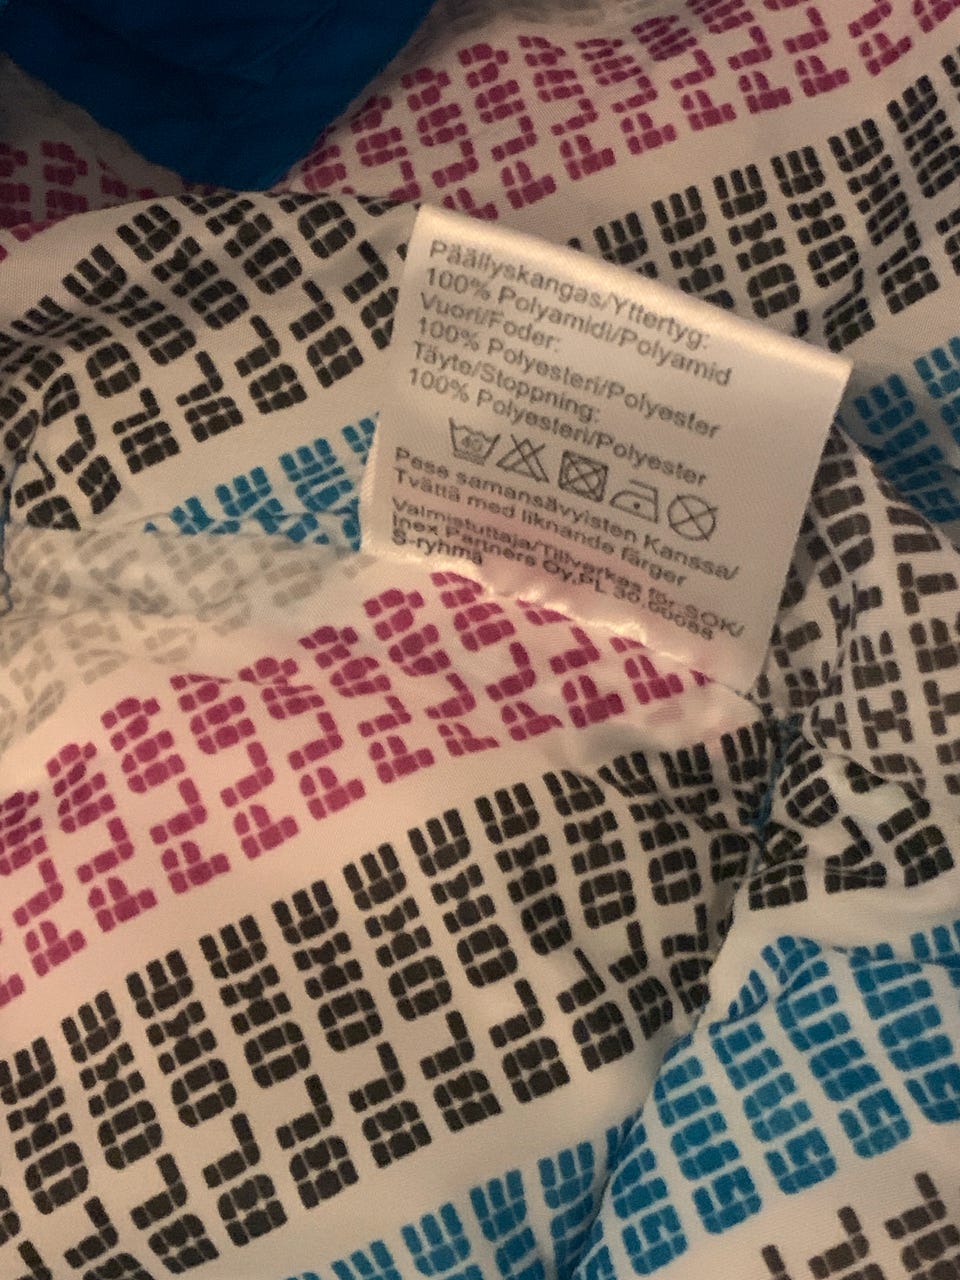 Päällyskangas/Yttertyg:
100% Polyamidi/Polyamid
Vuori/Foder:
100% Polyesteri/Polyester
Täyte/Stoppning:
100% Polyesteri/Polyester
40
Pese samansävyisten Kanssa/
Tvättä med liknande färger
Valmistuttaja/Tillverkas för:SOK/
Inex Partners Oy,PL 30,00088
S-ryhmä